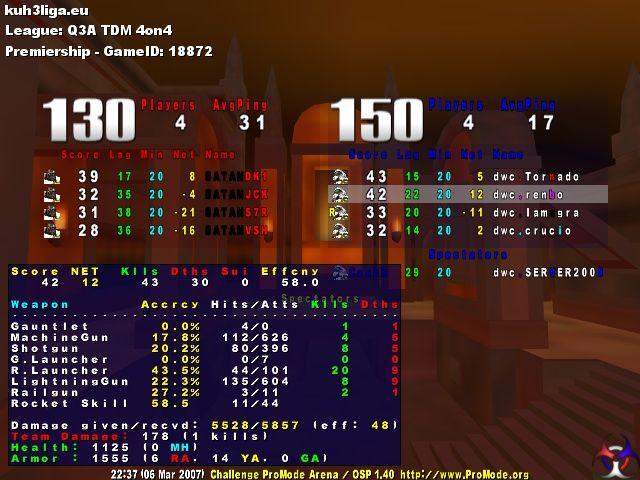 kuh3liga.eu
League: Q3A TDM 4on4
Premiership - GameID: 18872
130 Players AvgPing 4 31
150 Players AvgPing 4 17
Score Lag Min Net Name
39 17 20 8 SATANDK1
32 35 20 -4 SATANJCK
31 38 20 -21 SATANS7R
28 36 20 -16 SATANVSH
Score Lag Min Net Name
43 15 20 5 dwc.Tornado
42 22 20 12 dwc.renbo
33 20 20 -11
32 14 20 2 dwc.crucio
Spectators
29 20
Spectators
Score NET Klls Dths Sui Effcny
42 12 43 30 0 58.0
Weapon Accrcy Hits/Atts Klls Dths
Gauntlet 0.0% 4/0 1 1
MachineGun 17.8% 112/626 4 5
Shotgun 20.2% 80/396 8 5
G.Launcher 0.0% 0/7 0 0
R.Launcher 43.5% 44/101 20 9
LightningGun 22.3% 135/604 8 9
Railgun 27.2% 3/11 2 1
Rocket Skill 58.5 11/44
Damage given/recvd: 5528/5857 (eff: 48)
Team Damage: 178 (1 kills)
Health: 1125 (0 MH)
Armor : 1555 (6 RA, 14 YA, 0 GA)
22:37 (06 Mar 2007) Challenge ProMode Arena / OSP 1.40 http://www.ProMode.org